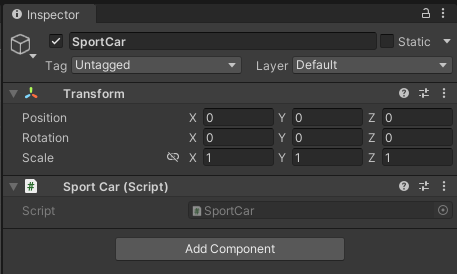 Inspector
SportCar Static
Tag Untagged Layer Default
Transform
Position X 0 Y 0 Z 0
Rotation X 0 Y 0 Z 0
Scale X 1 Y 1 Z 1
# Sport Car (Script)
Script # SportCar
Add Component